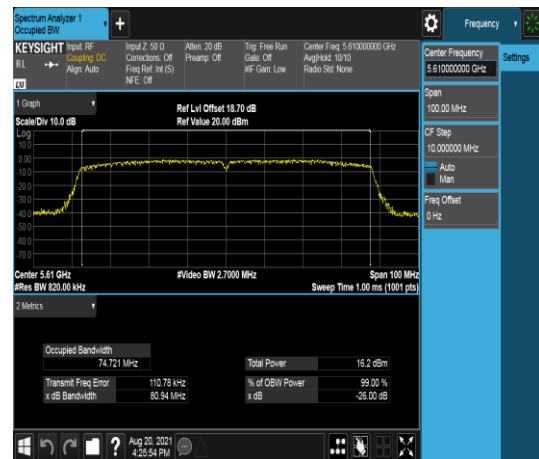 Spectrum Analyzer 1
Occupied BW
+
Frequency
KEYSIGHT
RL
LXI
Input: RF
Coupling: DC
Align: Auto
Input Z: 50 Ω
Corrections: Off
Freq Ref: Int (S)
NFE: Off
Atten: 20 dB
Preamp: Off
Trig: Free Run
Gate: Off
#IF Gain: Low
Center Freq: 5.610000000 GHz
Avg|Hold: 10/10
Radio Std: None
Center Frequency
5.610000000 GHz
Settings
Span
100.00 MHz
CF Step
10.000000 MHz
Auto
Man
Freq Offset
0 Hz
1 Graph
Scale/Div 10.0 dB
Ref Lvl Offset 18.70 dB
Ref Value 20.00 dBm
Log
10.0
0.00
-10.0
-20.0
-30.0
-40.0
-50.0
-60.0
-70.0
Center 5.61 GHz
#Video BW 2.7000 MHz
Span 100 MHz
#Res BW 820.00 kHz
Sweep Time 1.00 ms (1001 pts)
2 Metrics
Occupied Bandwidth
74.721 MHz
Total Power
16.2 dBm
Transmit Freq Error
110.78 kHz
% of OBW Power
99.00 %
x dB Bandwidth
80.94 MHz
x dB
-26.00 dB
?
Aug 20, 2021
4:25:54 PM